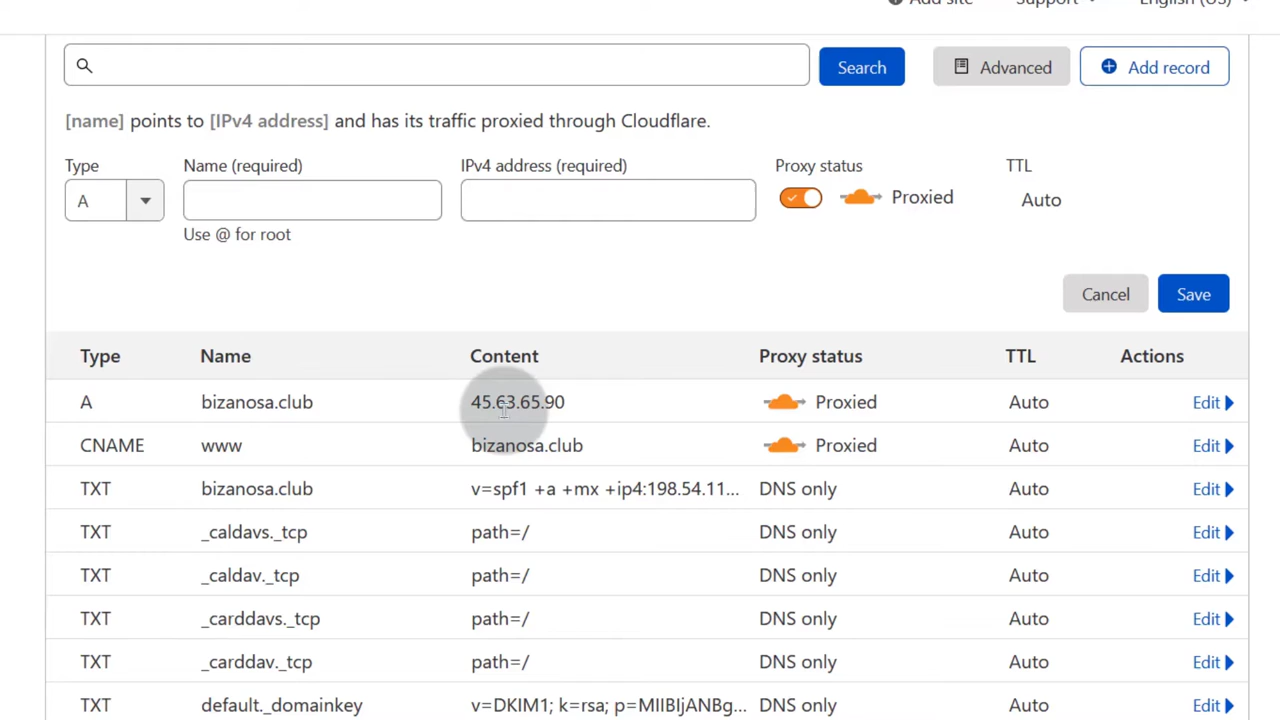 Add site Support English (US)
Search Advanced Add record
[name] points to [IPv4 address] and has its traffic proxied through Cloudflare.
Type Name (required) IPv4 address (required) Proxy status TTL
A Proxied Auto
Use @ for root
Cancel Save
Type Name Content Proxy status TTL Actions
A bizanosa.club 45.63.65.90 Proxied Auto Edit
CNAME www bizanosa.club Proxied Auto Edit
TXT bizanosa.club v=spf1 +a +mx +ip4:198.54.11... DNS only Auto Edit
TXT _caldavs._tcp path=/ DNS only Auto Edit
TXT _caldav._tcp path=/ DNS only Auto Edit
TXT _carddavs._tcp path=/ DNS only Auto Edit
TXT _carddav._tcp path=/ DNS only Auto Edit
TXT default._domainkey v=DKIM1; k=rsa; p=MIIBIjANBg... DNS only Auto Edit